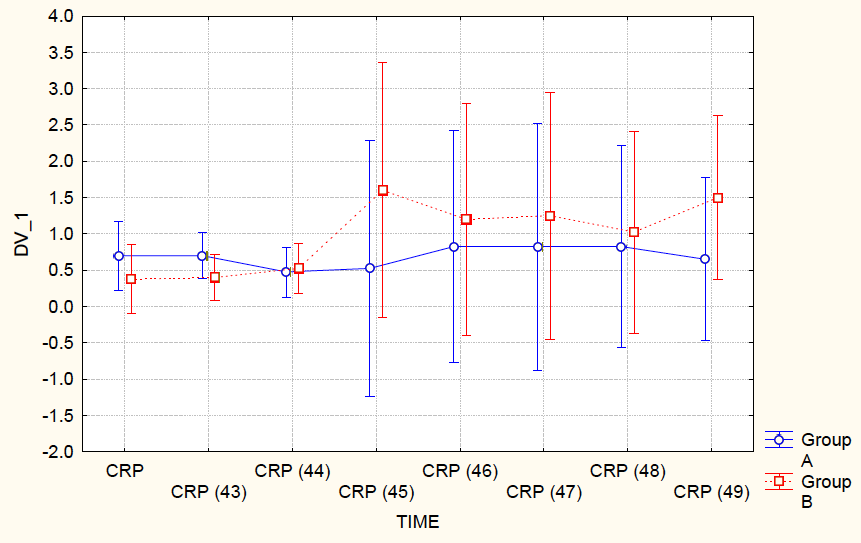 4.0
3.5
3.0
2.5
2.0
1.5
1.0
0.5
0.0
-0.5
-1.0
-1.5
-2.0
DV_1
CRP
CRP (43)
CRP (44)
CRP (45)
CRP (46)
CRP (47)
CRP (48)
CRP (49)
TIME
Group
A
Group
B